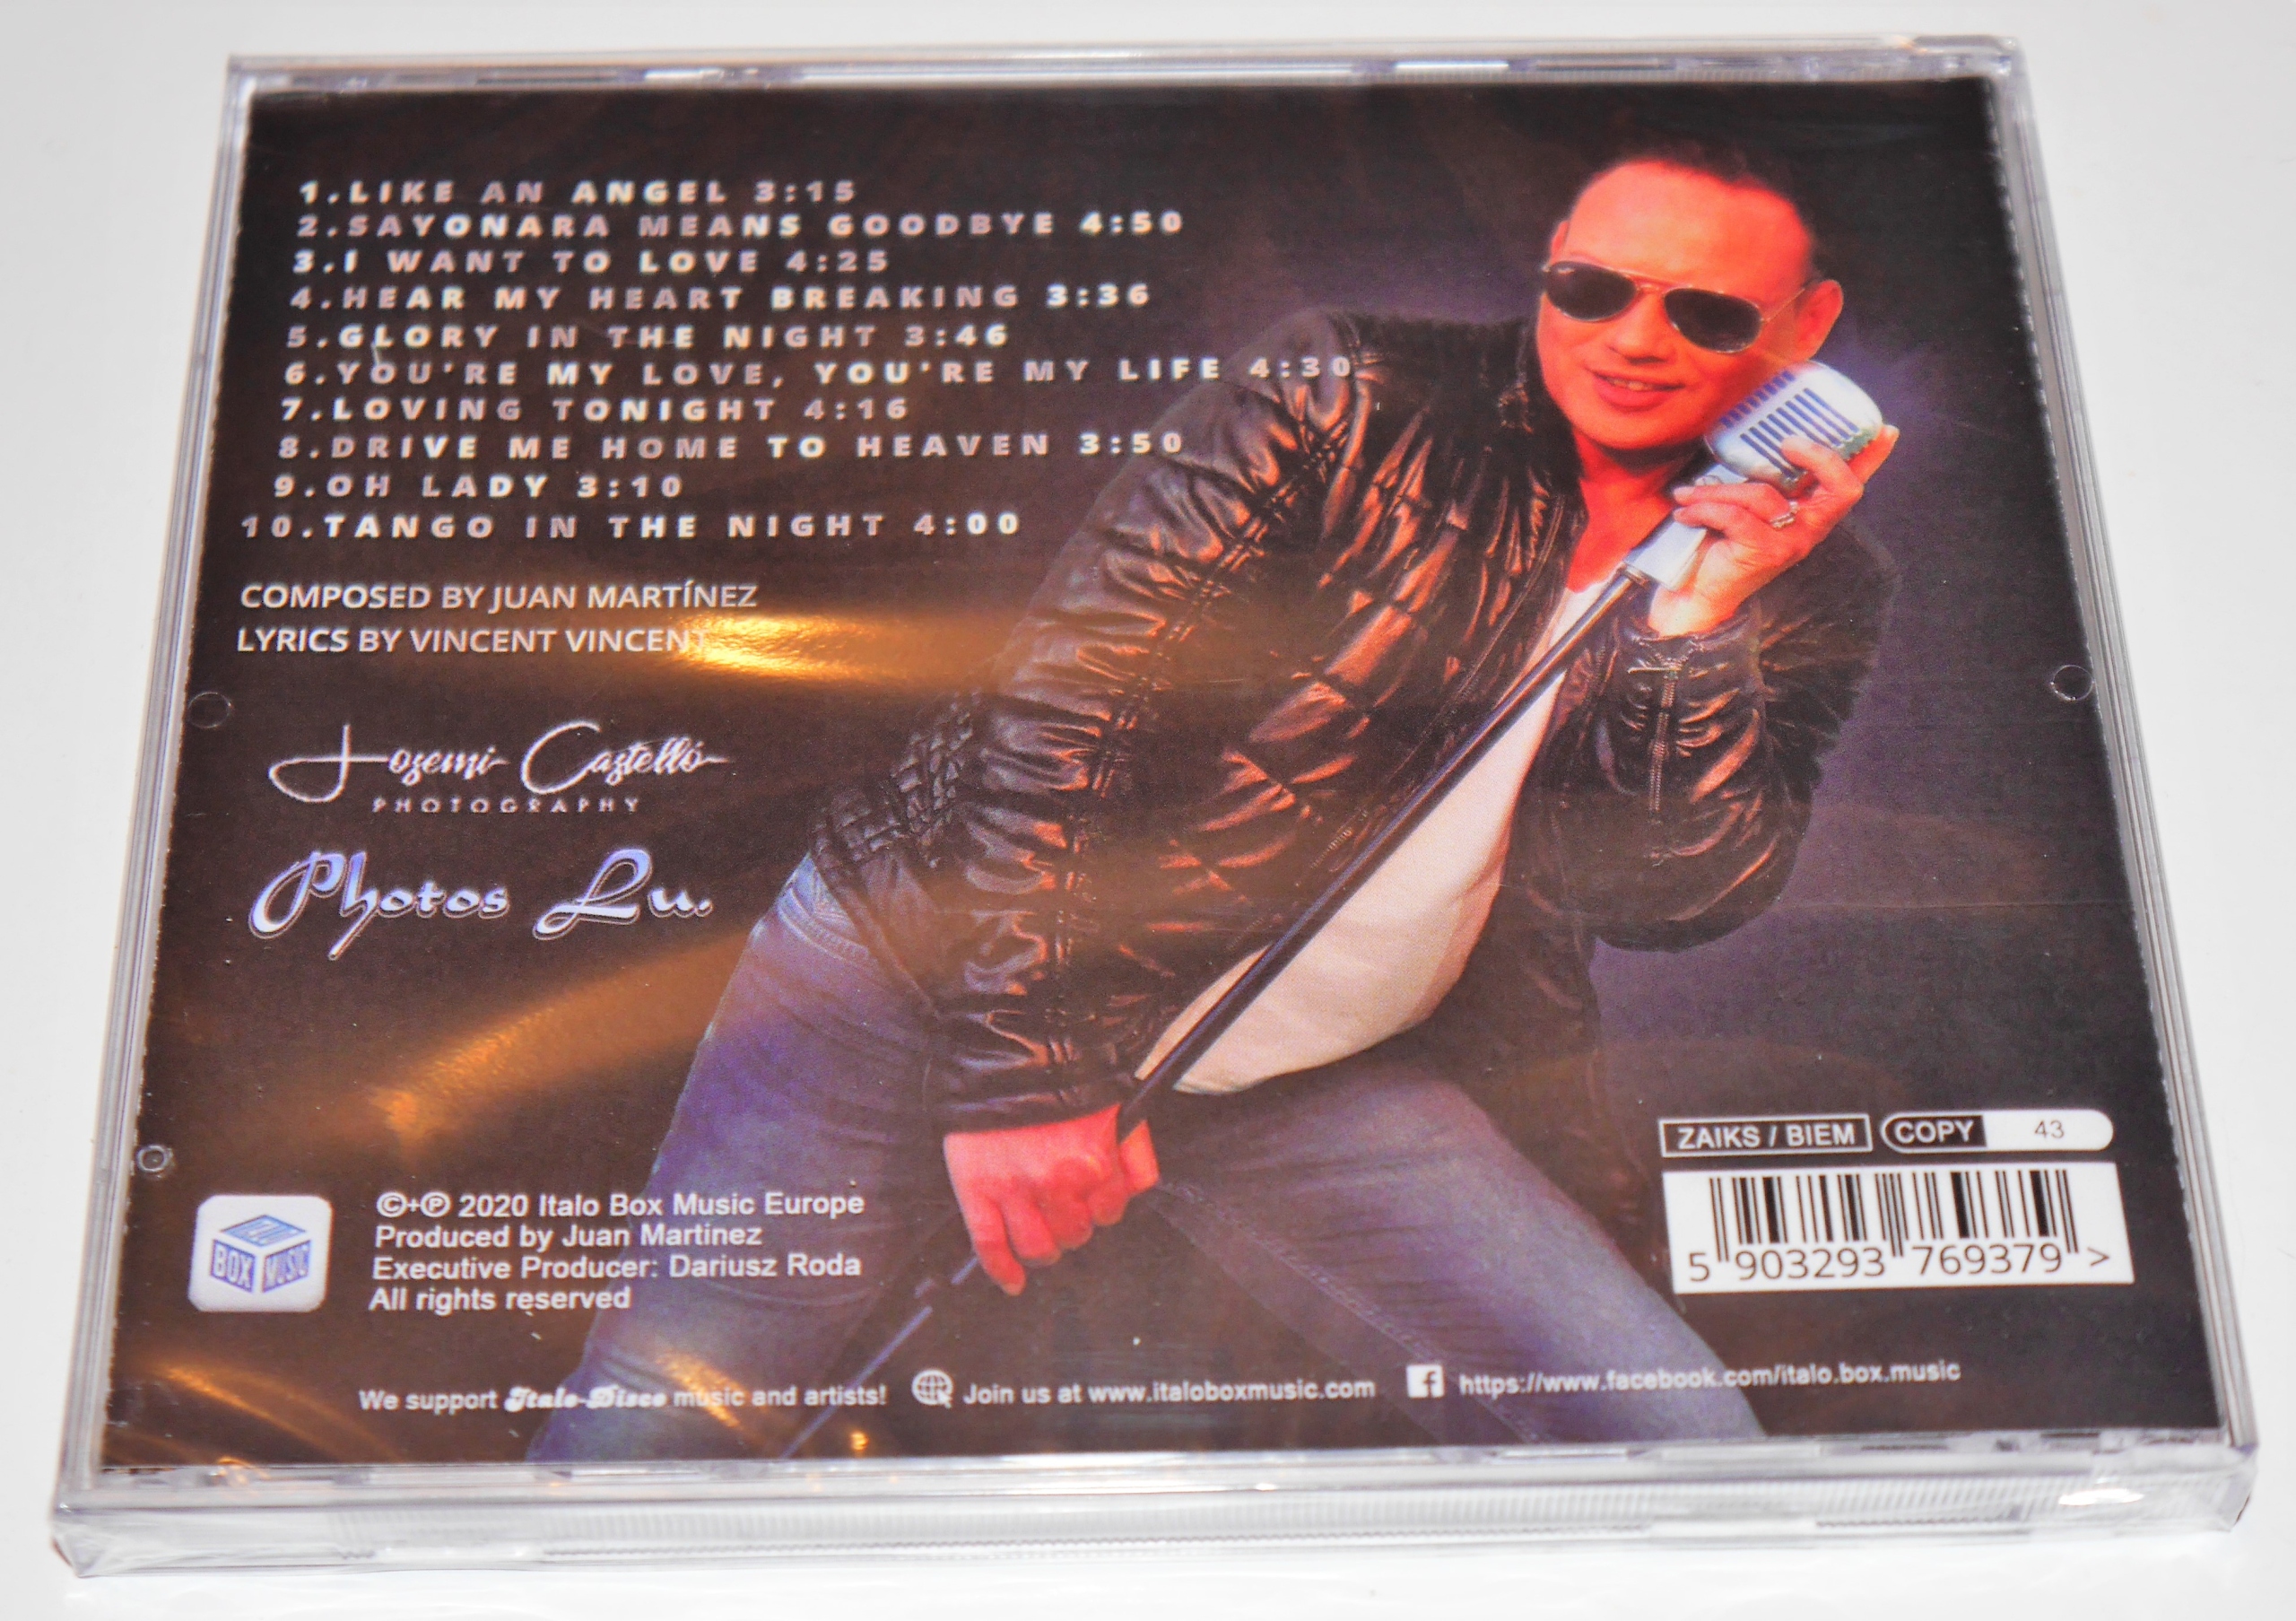 1.LIKE AN ANGEL 3:15
2.SAYONARA MEANS GOODBYE 4:50
3.I WANT TO LOVE 4:25
4.HEAR MY HEART BREAKING 3:36
5.GLORY IN THE NIGHT 3:46
6.YOU'RE MY LOVE, YOU'RE MY LIFE 4:30
7.LOVING TONIGHT 4:16
8.DRIVE ME HOME TO HEAVEN 3:50
9.OH LADY 3:10
10.TANGO IN THE NIGHT 4:00
COMPOSED BY JUAN MARTÍNEZ
LYRICS BY VINCENT VINCENT
Jozemi Castelló
PHOTOGRAPHY
Photos Lu.
ZAIKS / BIEM COPY 43
5 903293 769379 >
BOX MUSIC
©+℗ 2020 Italo Box Music Europe
Produced by Juan Martinez
Executive Producer: Dariusz Roda
All rights reserved
We support Italo-Disco music and artists! Join us at www.italoboxmusic.com f https://www.facebook.com/italo.box.music